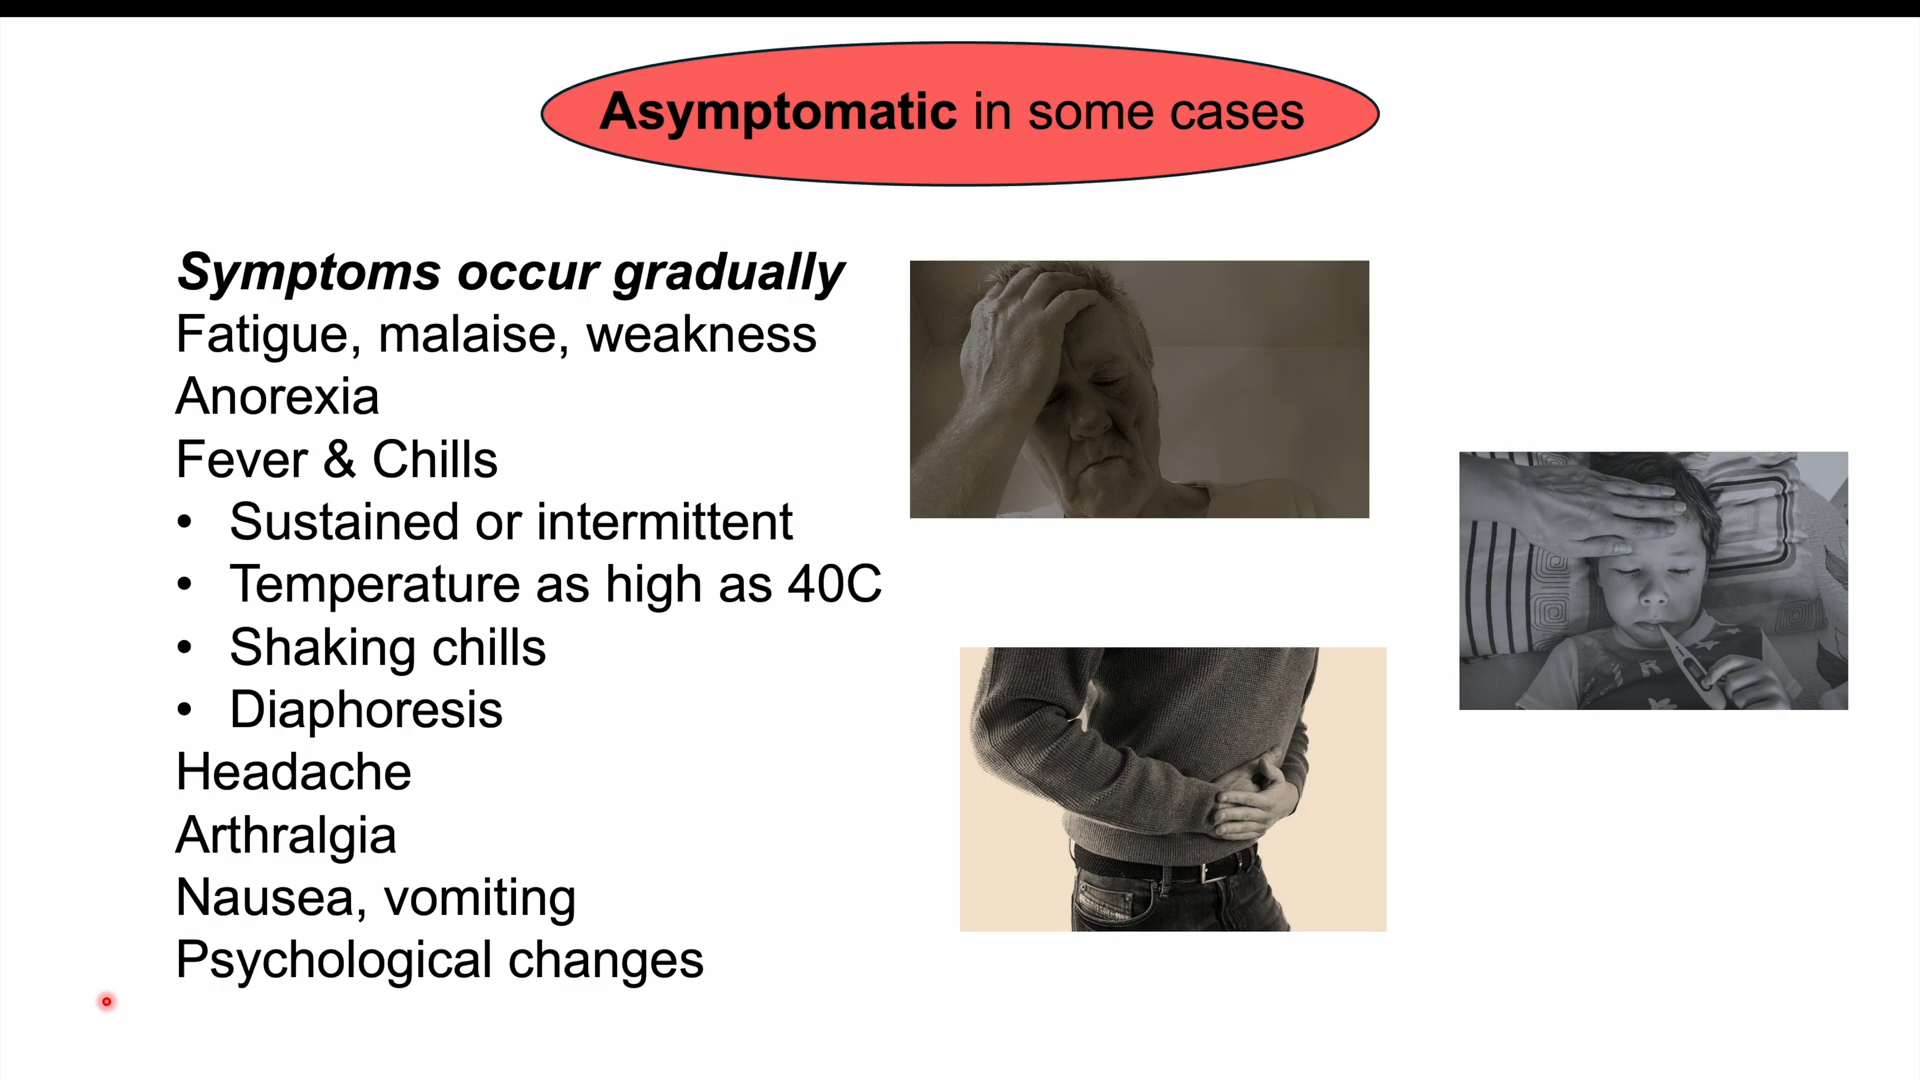 Asymptomatic in some cases
Symptoms occur gradually
Fatigue, malaise, weakness
Anorexia
Fever & Chills
• Sustained or intermittent
• Temperature as high as 40C
• Shaking chills
• Diaphoresis
Headache
Arthralgia
Nausea, vomiting
Psychological changes